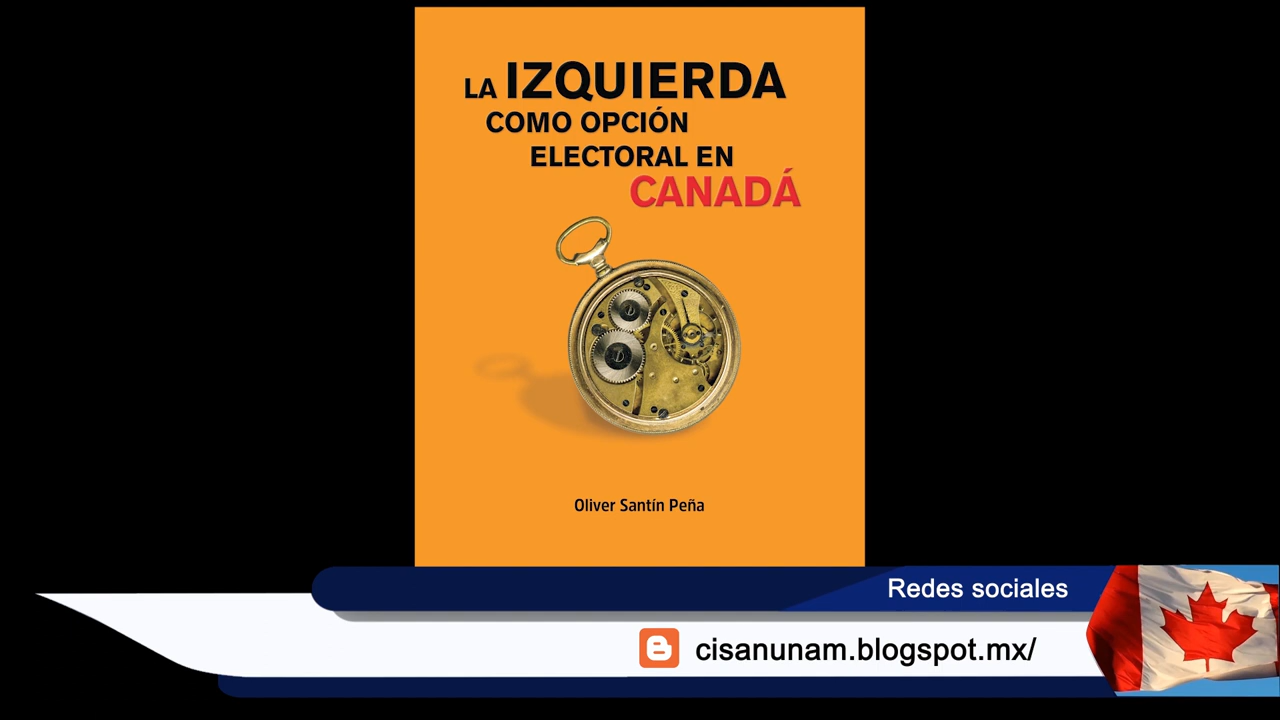 LA IZQUIERDA
COMO OPCIÓN
ELECTORAL EN
CANADÁ
Oliver Santín Peña
Redes sociales
cisanunam.blogspot.mx/